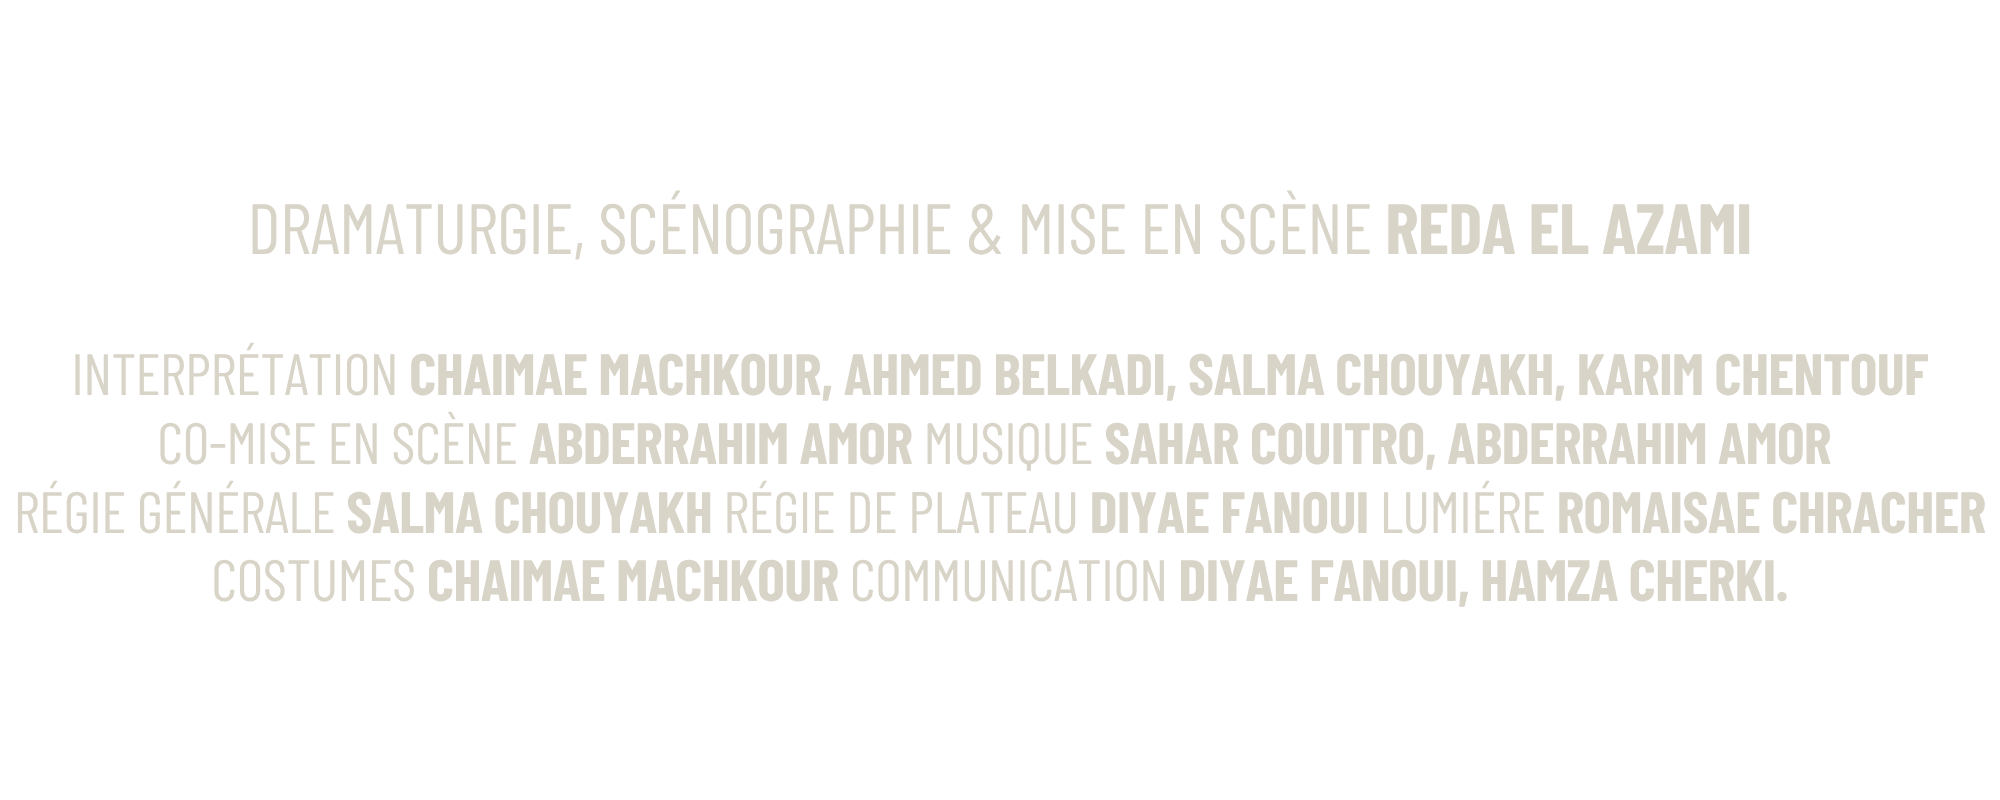 DRAMATURGIE, SCÉNOGRAPHIE & MISE EN SCÈNE REDA EL AZAMI
INTERPRÉTATION CHAIMAE MACHKOUR, AHMED BELKADI, SALMA CHOUYAKH, KARIM CHENTOUF
CO-MISE EN SCÈNE ABDERRAHIM AMOR MUSIQUE SAHAR COUITRO, ABDERRAHIM AMOR
RÉGIE GÉNÉRALE SALMA CHOUYAKH RÉGIE DE PLATEAU DIYAE FANOUI LUMIÉRE ROMAISAE CHRACHER
COSTUMES CHAIMAE MACHKOUR COMMUNICATION DIYAE FANOUI, HAMZA CHERKI.